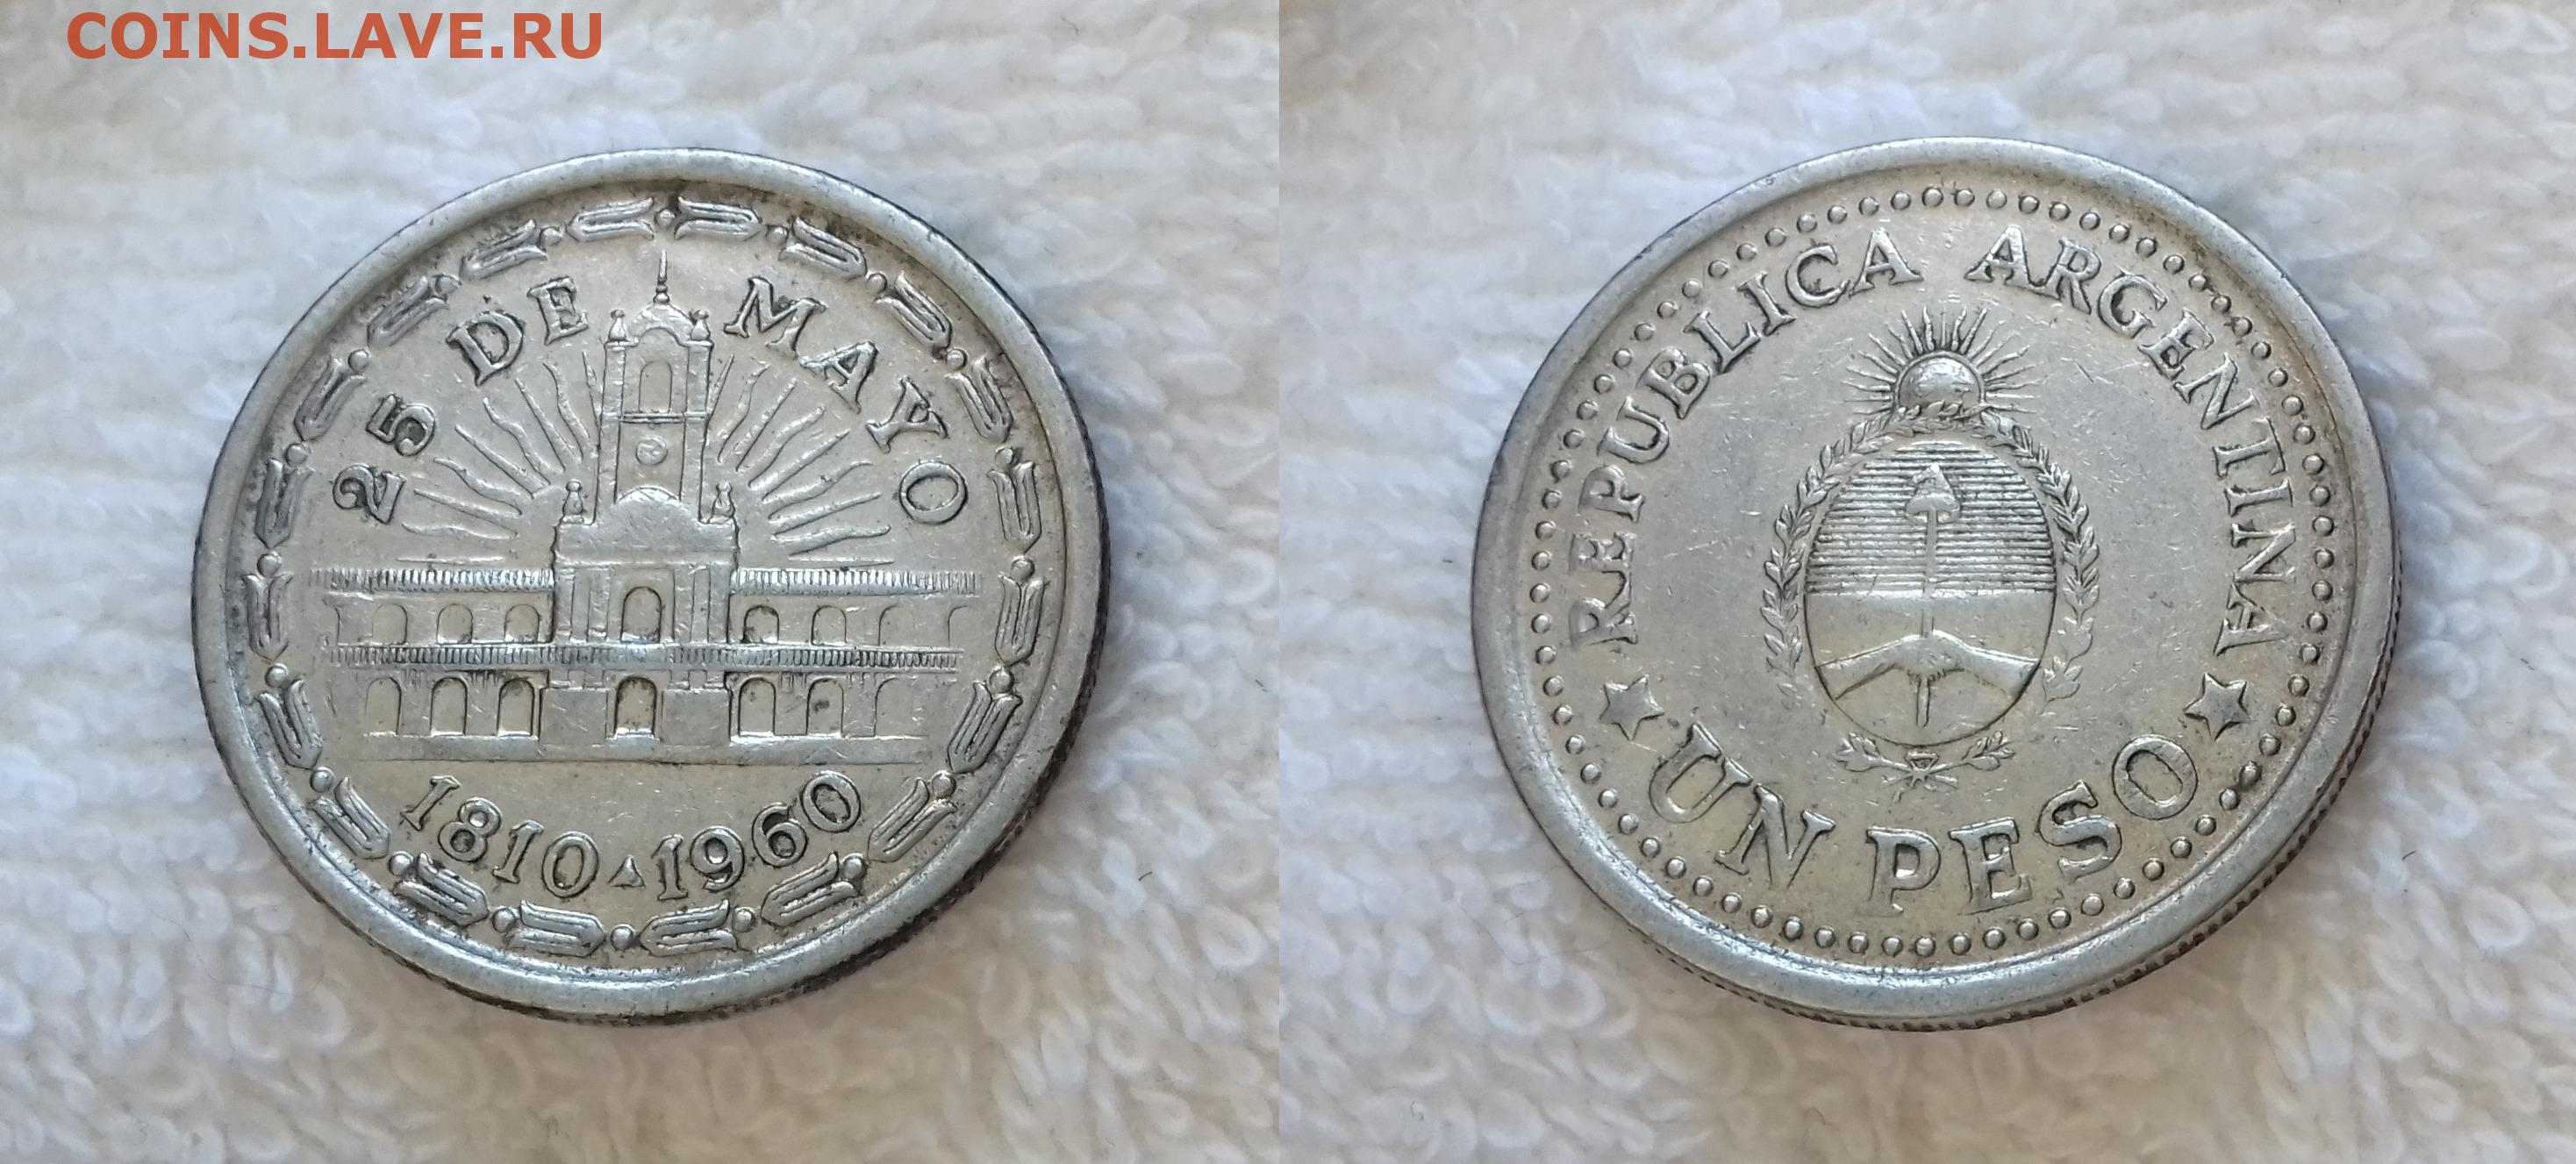 COINS.LAVE.RU
25 DE MAYO
1810 ▲ 1960
REPUBLICA ARGENTINA
★ UN PESO ★